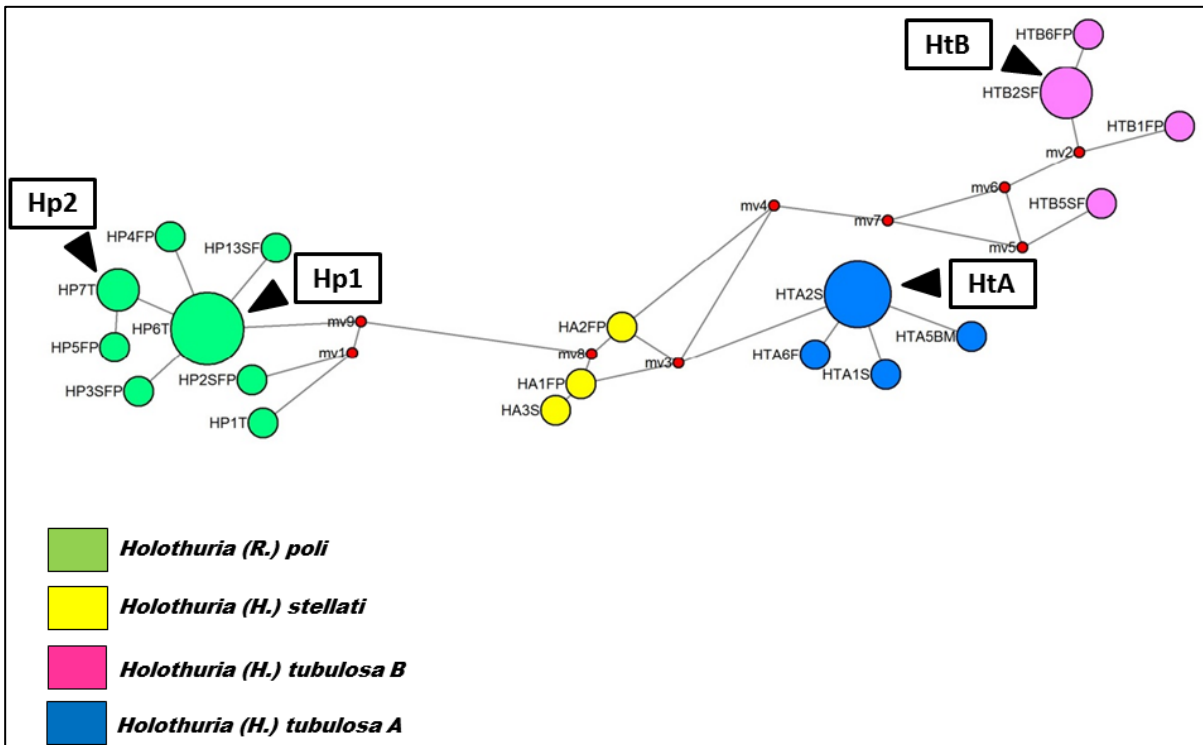 HTB6FP
HtB
HTB2SF
HTB1FP
mv2
mv6
HTB5SF
Hp2
mv4
mv7
HP4FP
HP13SF
mv5
Hp1
HP7T
HTA2S
HtA
HP6T
mv9
HA2FP
HTA5BM
HP5FP
mv1
mv8
mv3
HTA6F
HP2SFP
HTA1S
HP3SFP
HA1FP
HA3S
HP1T
Holothuria (R.) poli
Holothuria (H.) stellati
Holothuria (H.) tubulosa B
Holothuria (H.) tubulosa A